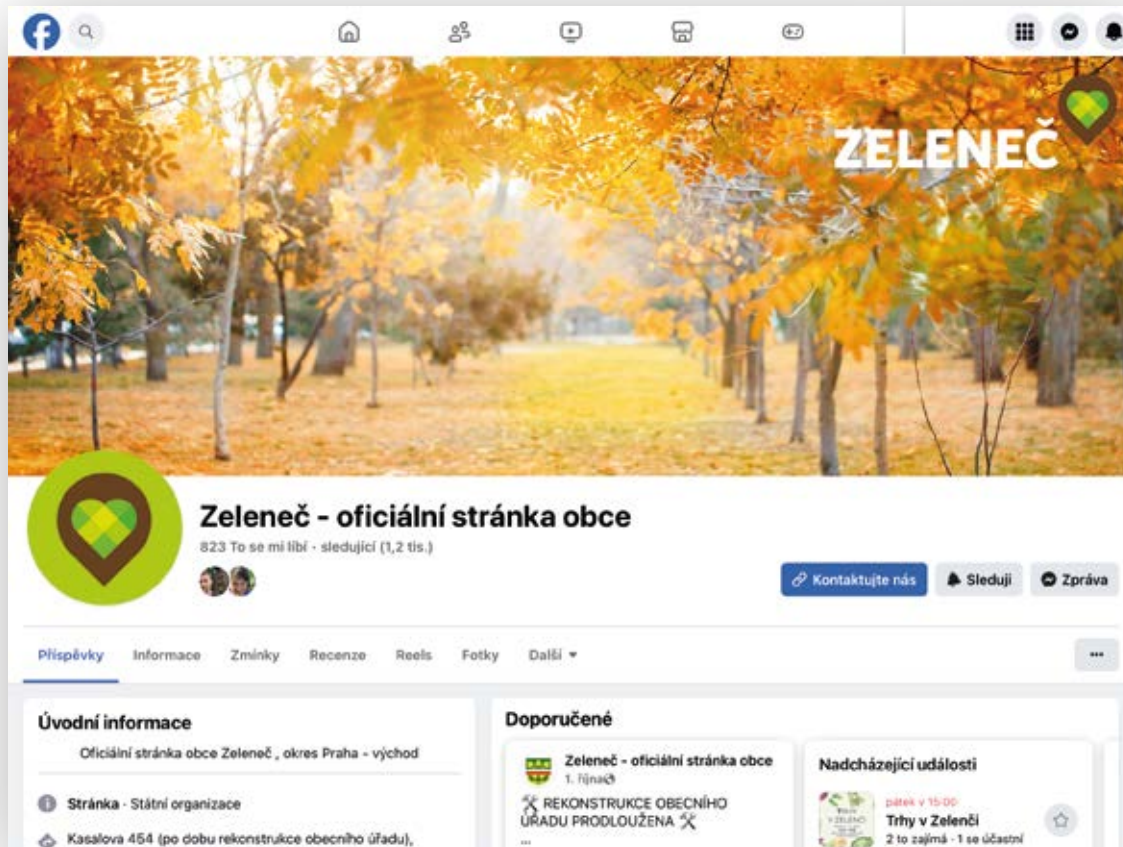 ZELENEČ
Zeleneč - oficiální stránka obce
823 To se mi líbí · sledující (1,2 tis.)
Kontaktujte nás
Sleduji
Zpráva
Příspěvky
Informace
Zmínky
Recenze
Reels
Fotky
Další
Úvodní informace
Oficiální stránka obce Zeleneč , okres Praha - východ
Stránka · Státní organizace
Kasalova 454 (po dobu rekonstrukce obecního úřadu),
Doporučené
Zeleneč - oficiální stránka obce
1. října
REKONSTRUKCE OBECNÍHO
ÚŘADU PRODLOUŽENA
...
Nadcházející události
pátek v 15:00
Trhy v Zelenči
2 to zajímá · 1 se účastní